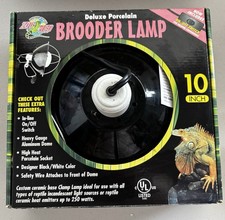 ZOO MED
Deluxe Porcelain
BROODER LAMP
10
INCH
CHECK OUT
THESE EXTRA
FEATURES:
• In-line
On/Off
Switch
• Heavy Gauge
Aluminum Dome
• High Heat
Porcelain Socket
• Designer Black/White Color
• Safety Wire Attaches to Front of Dome
Custom ceramic base Clamp Lamp ideal for use with all
types of reptile incandescent light sources or reptile
ceramic heat emitters up to 250 watts.
UL